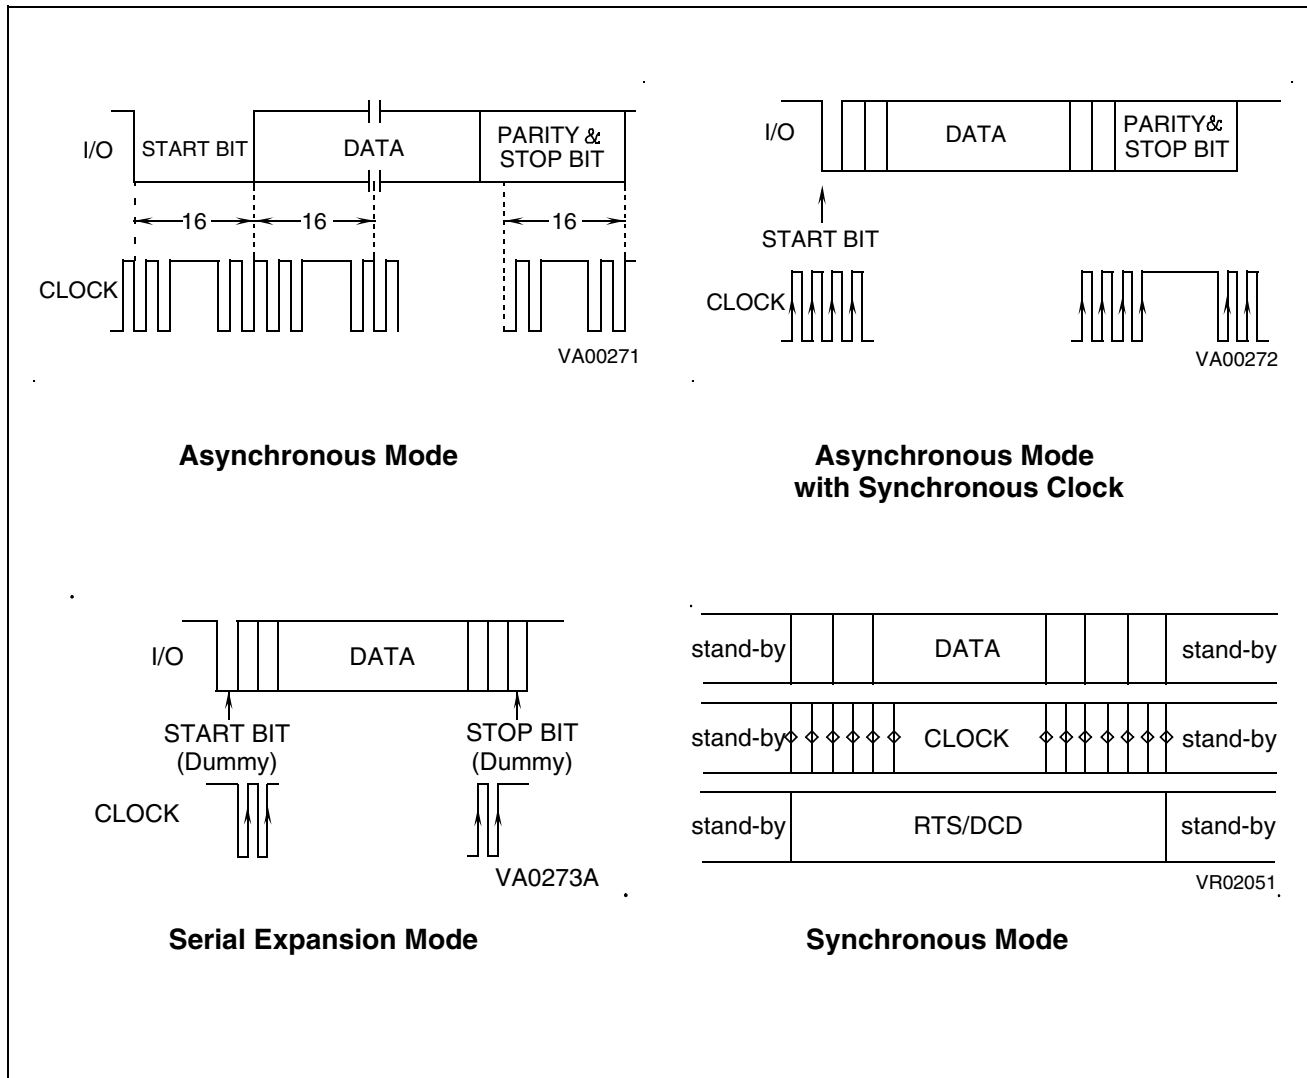 I/O
START BIT
DATA
PARITY &
STOP BIT
16
16
16
CLOCK
VA00271
Asynchronous Mode
I/O
DATA
PARITY&
STOP BIT
START BIT
CLOCK
VA00272
Asynchronous Mode
with Synchronous Clock
I/O
DATA
START BIT
(Dummy)
STOP BIT
(Dummy)
CLOCK
VA0273A
Serial Expansion Mode
stand-by
DATA
stand-by
stand-by
CLOCK
stand-by
stand-by
RTS/DCD
stand-by
VR02051
Synchronous Mode